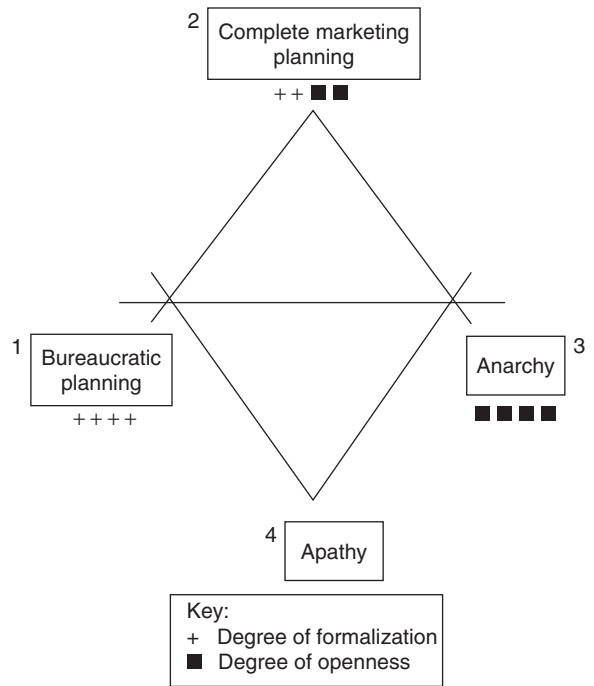 2
Complete marketing
planning
+ + ■ ■
1
Bureaucratic
planning
+ + + +
3
Anarchy
■ ■ ■ ■
4
Apathy
Key:
+ Degree of formalization
■ Degree of openness